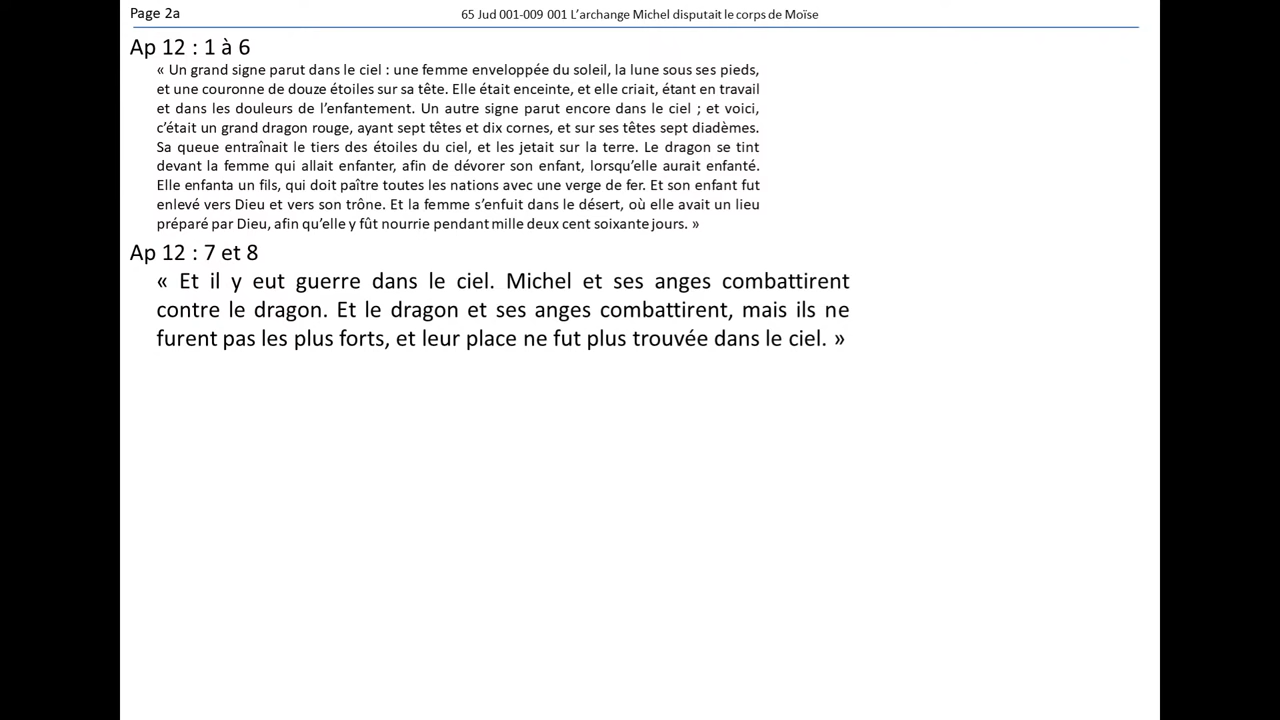 Page 2a
65 Jud 001-009 001 L’archange Michel disputait le corps de Moïse
Ap 12 : 1 à 6
« Un grand signe parut dans le ciel : une femme enveloppée du soleil, la lune sous ses pieds,
et une couronne de douze étoiles sur sa tête. Elle était enceinte, et elle criait, étant en travail
et dans les douleurs de l’enfantement. Un autre signe parut encore dans le ciel ; et voici,
c’était un grand dragon rouge, ayant sept têtes et dix cornes, et sur ses têtes sept diadèmes.
Sa queue entraînait le tiers des étoiles du ciel, et les jetait sur la terre. Le dragon se tint
devant la femme qui allait enfanter, afin de dévorer son enfant, lorsqu’elle aurait enfanté.
Elle enfanta un fils, qui doit paître toutes les nations avec une verge de fer. Et son enfant fut
enlevé vers Dieu et vers son trône. Et la femme s’enfuit dans le désert, où elle avait un lieu
préparé par Dieu, afin qu’elle y fût nourrie pendant mille deux cent soixante jours. »
Ap 12 : 7 et 8
« Et il y eut guerre dans le ciel. Michel et ses anges combattirent
contre le dragon. Et le dragon et ses anges combattirent, mais ils ne
furent pas les plus forts, et leur place ne fut plus trouvée dans le ciel. »